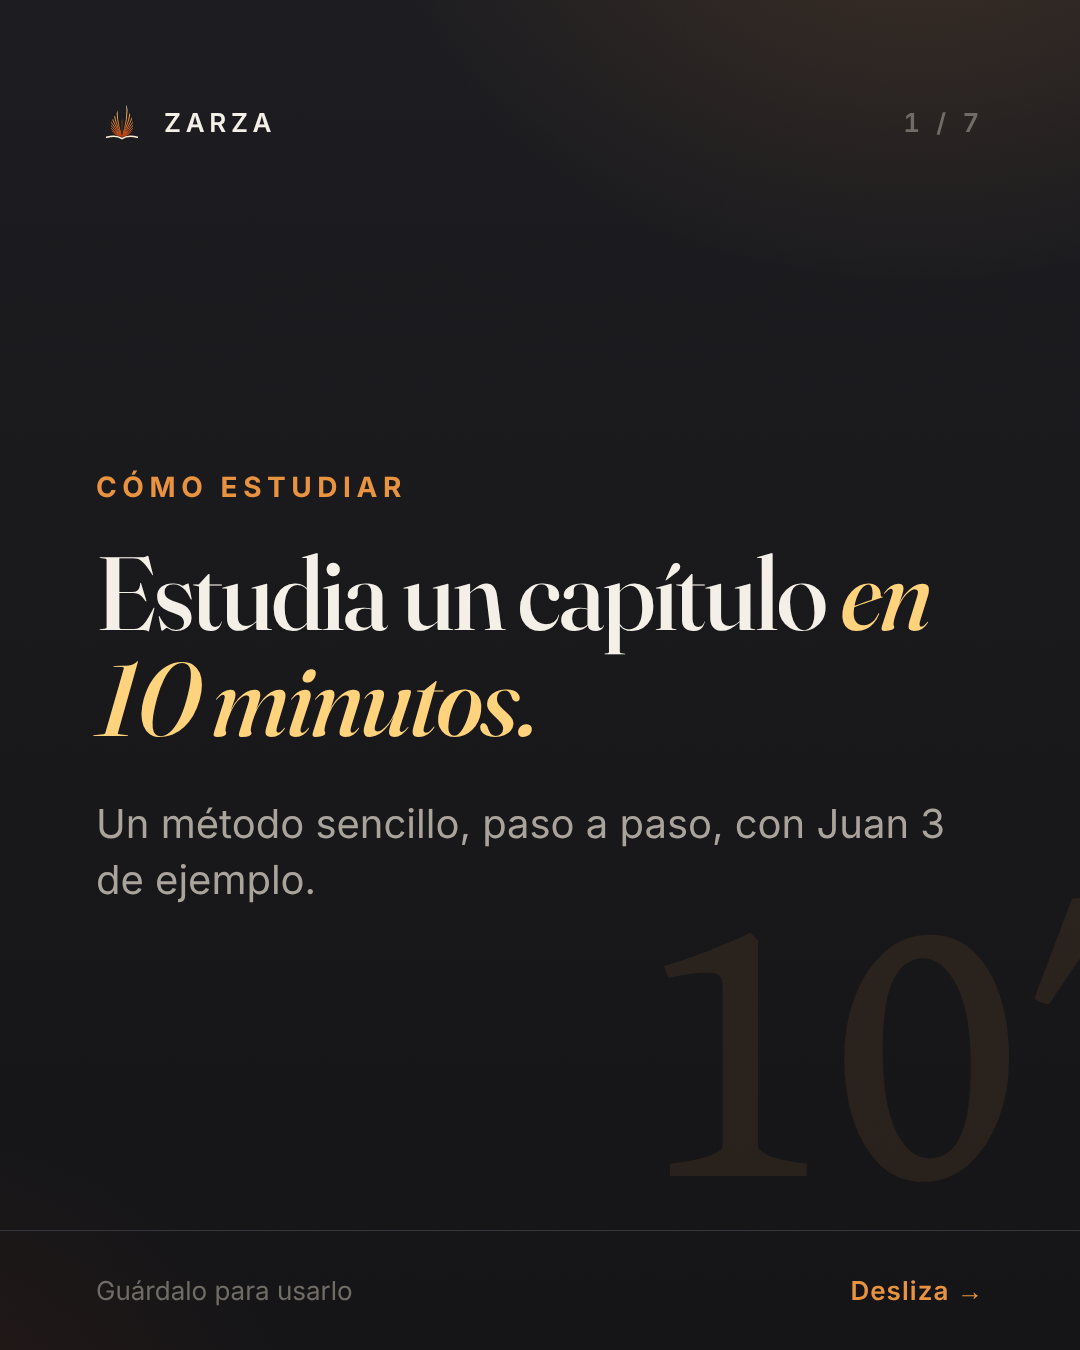 ZARZA
1 / 7
CÓMO ESTUDIAR
Estudia un capítulo en
10 minutos.
Un método sencillo, paso a paso, con Juan 3
de ejemplo.
10′
Guárdalo para usarlo
Desliza →